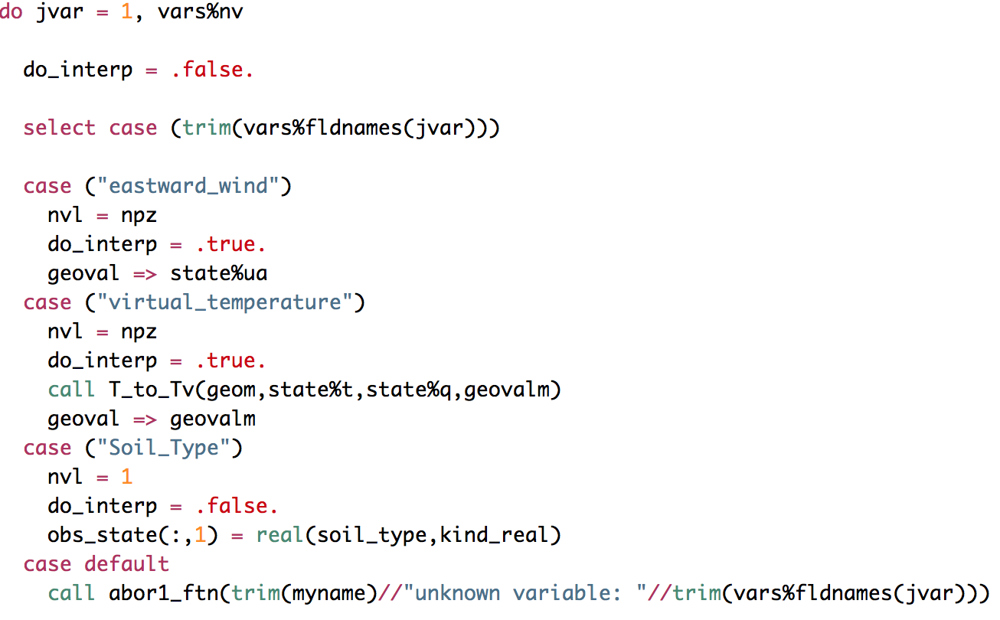 do jvar = 1, vars%nv
do_interp = .false.
select case (trim(vars%fldnames(jvar)))
case ("eastward_wind")
nvl = npz
do_interp = .true.
geoval => state%ua
case ("virtual_temperature")
nvl = npz
do_interp = .true.
call T_to_Tv(geom,state%t,state%q,geovalm)
geoval => geovalm
case ("Soil_Type")
nvl = 1
do_interp = .false.
obs_state(:,1) = real(soil_type,kind_real)
case default
call abor1_ftn(trim(myname)//"unknown variable: "//trim(vars%fldnames(jvar)))